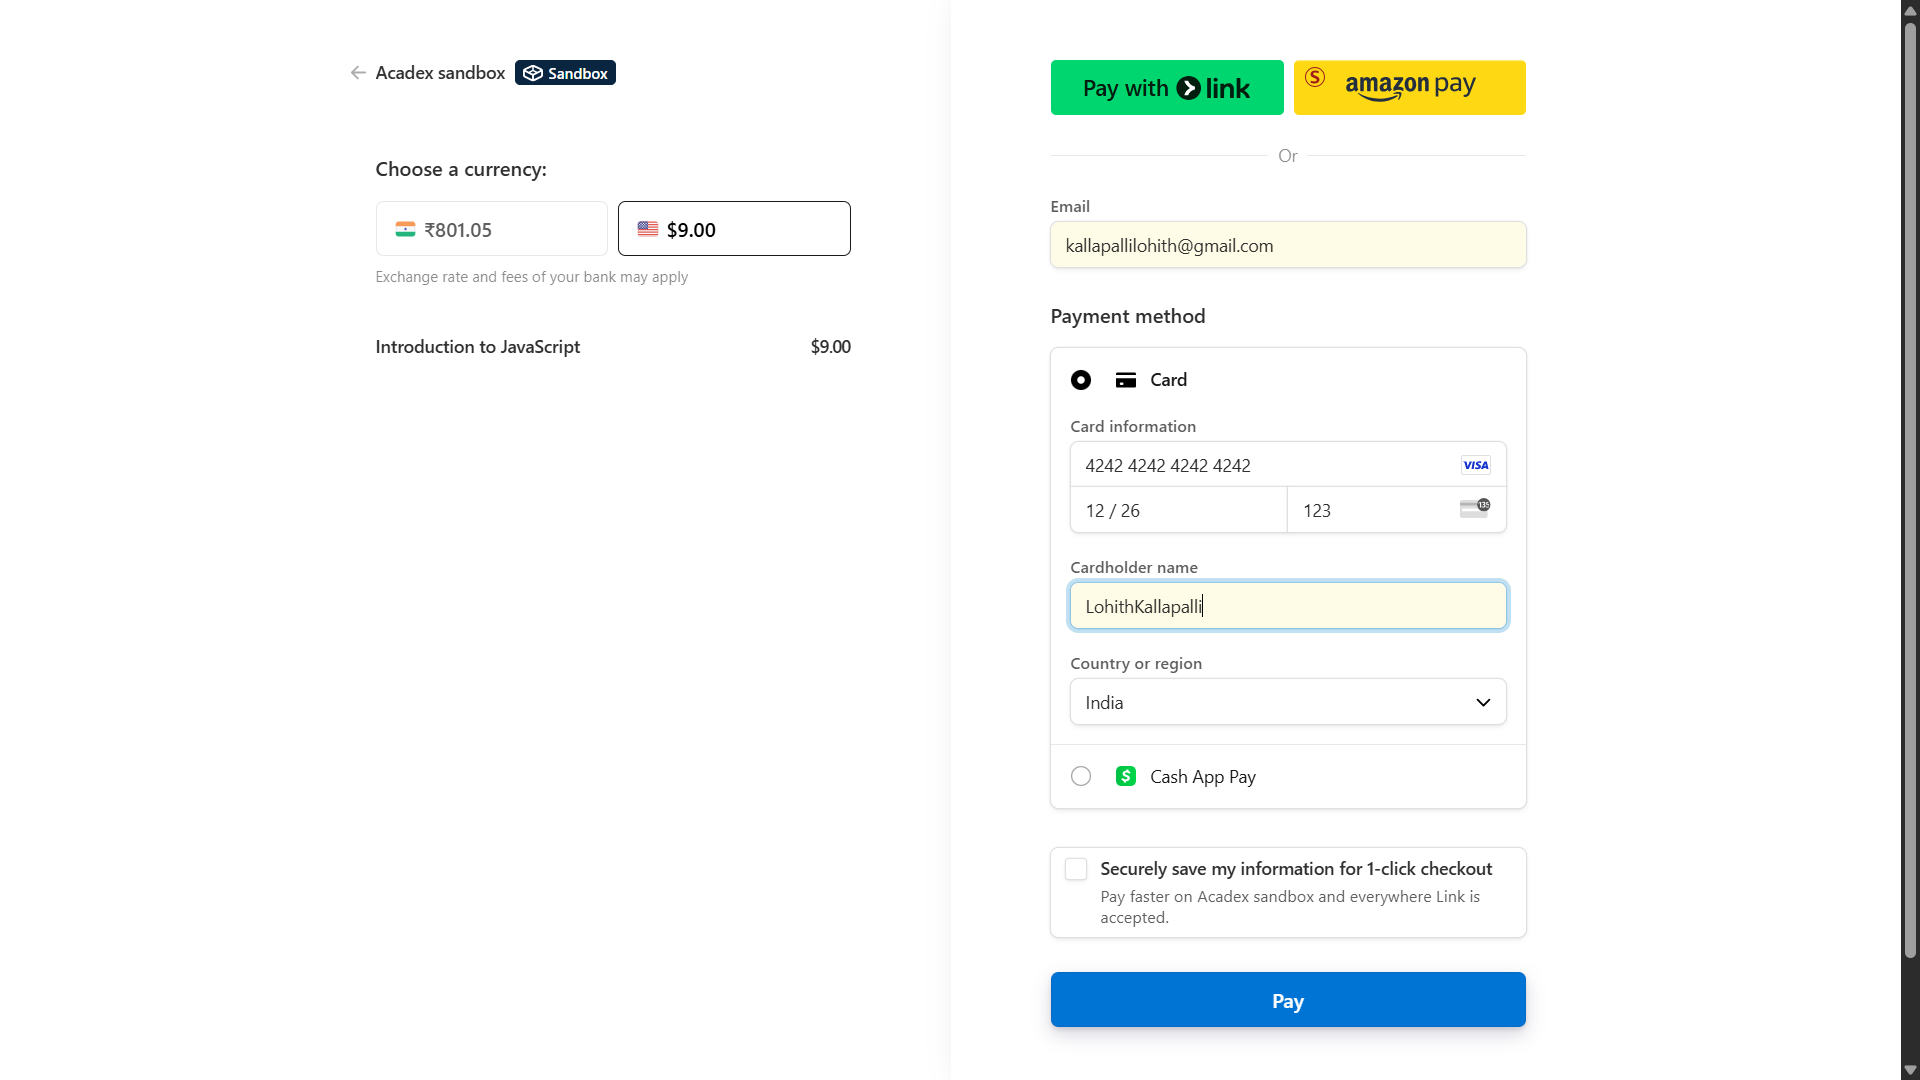 Acadex sandbox
Sandbox
Choose a currency:
₹801.05
$9.00
Exchange rate and fees of your bank may apply
Introduction to JavaScript
$9.00
Pay with link
S
amazon pay
Or
Email
kallapallilohith@gmail.com
Payment method
Card
Card information
4242 4242 4242 4242
VISA
12 / 26
123
135
Cardholder name
LohithKallapalli
Country or region
India
$
Cash App Pay
Securely save my information for 1-click checkout
Pay faster on Acadex sandbox and everywhere Link is
accepted.
Pay